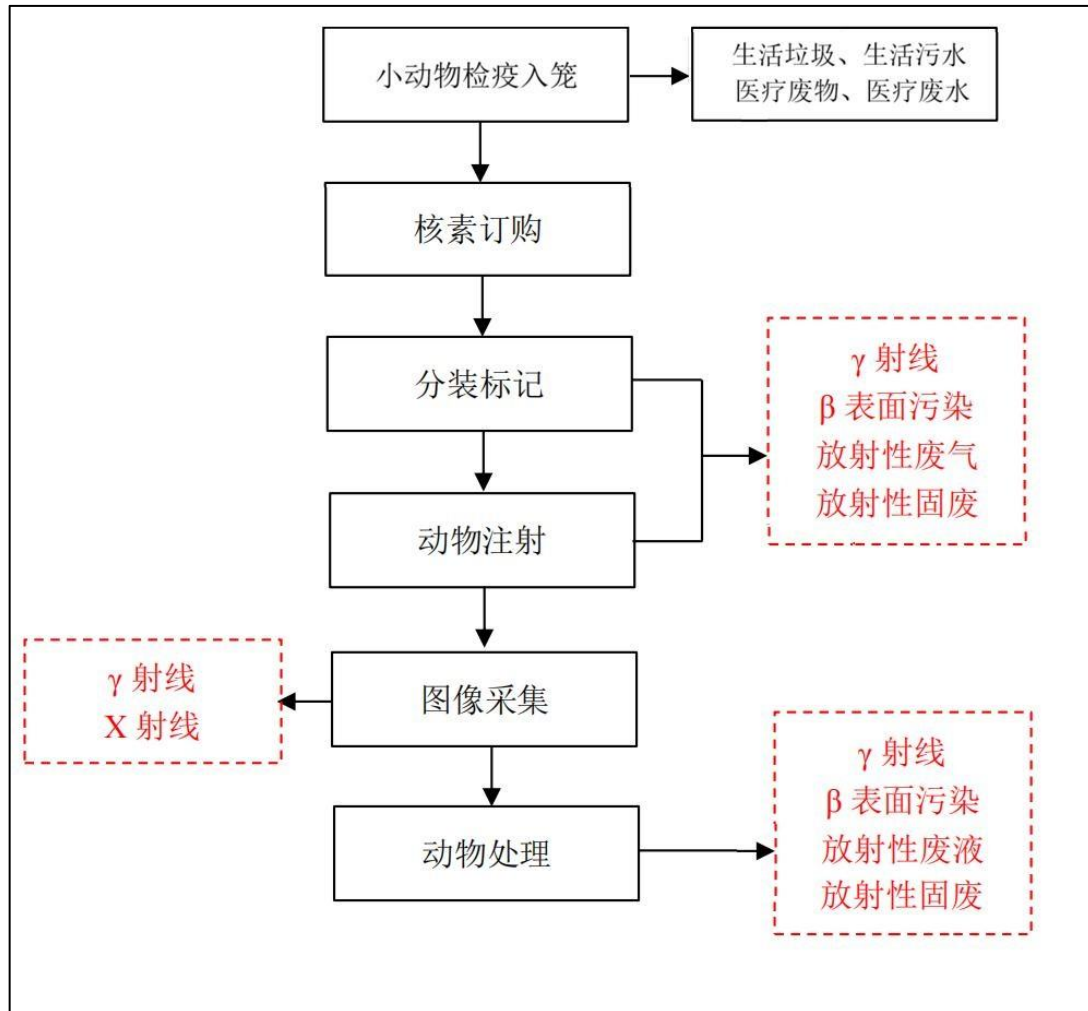 小动物检疫入笼
生活垃圾、生活污水
医疗废物、医疗废水
核素订购
分装标记
γ 射线
β 表面污染
放射性废气
放射性固废
动物注射
γ 射线
X 射线
图像采集
动物处理
γ 射线
β 表面污染
放射性废液
放射性固废